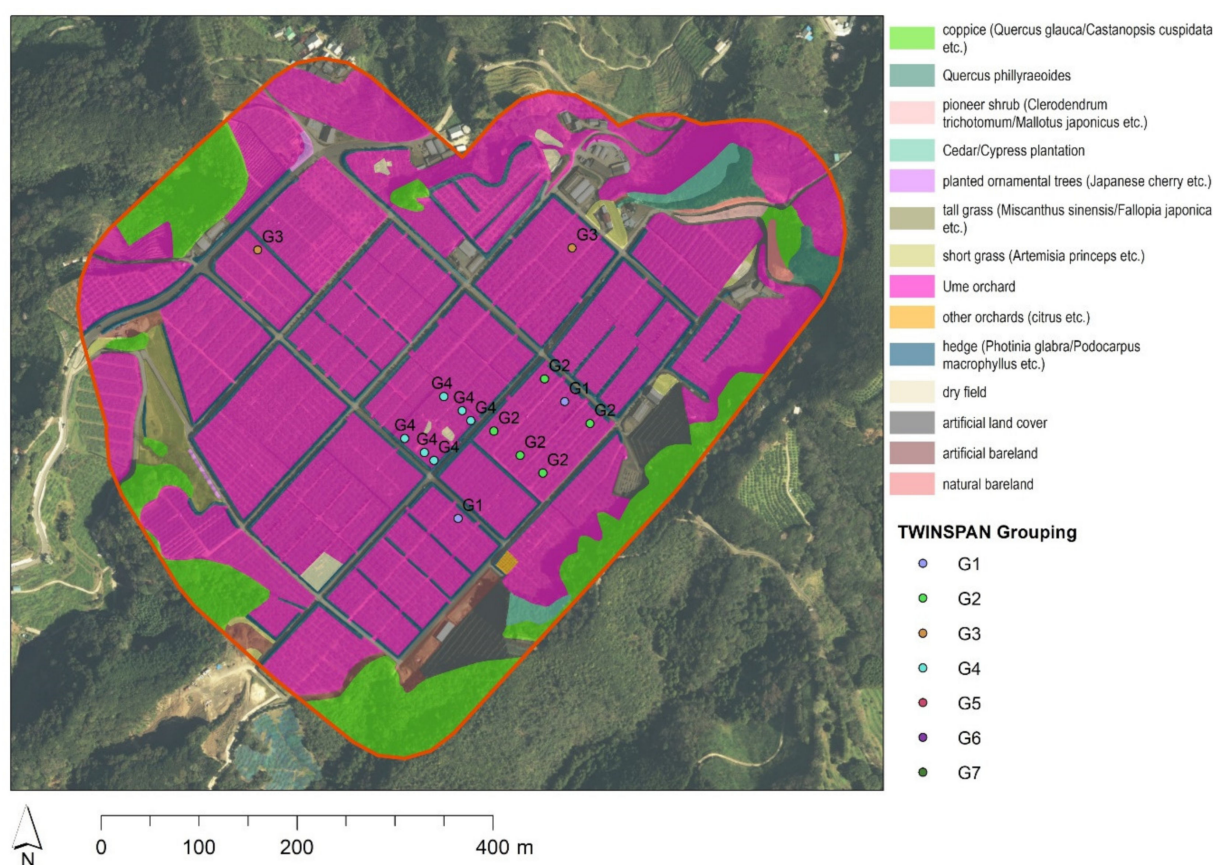 coppice (Quercus glauca/Castanopsis cuspidata
etc.)
Quercus phillyraeoides
pioneer shrub (Clerodendrum
trichotomum/Mallotus japonicus etc.)
Cedar/Cypress plantation
planted ornamental trees (Japanese cherry etc.)
tall grass (Miscanthus sinensis/Fallopia japonica
etc.)
short grass (Artemisia princeps etc.)
Ume orchard
other orchards (citrus etc.)
hedge (Photinia glabra/Podocarpus
macrophyllus etc.)
dry field
artificial land cover
artificial bareland
natural bareland
TWINSPAN Grouping
G1
G2
G3
G4
G5
G6
G7
G3
G3
G2
G4
G1
G4
G4
G2
G2
G4
G4
G4
G2
G2
G1
N
0 100 200 400 m